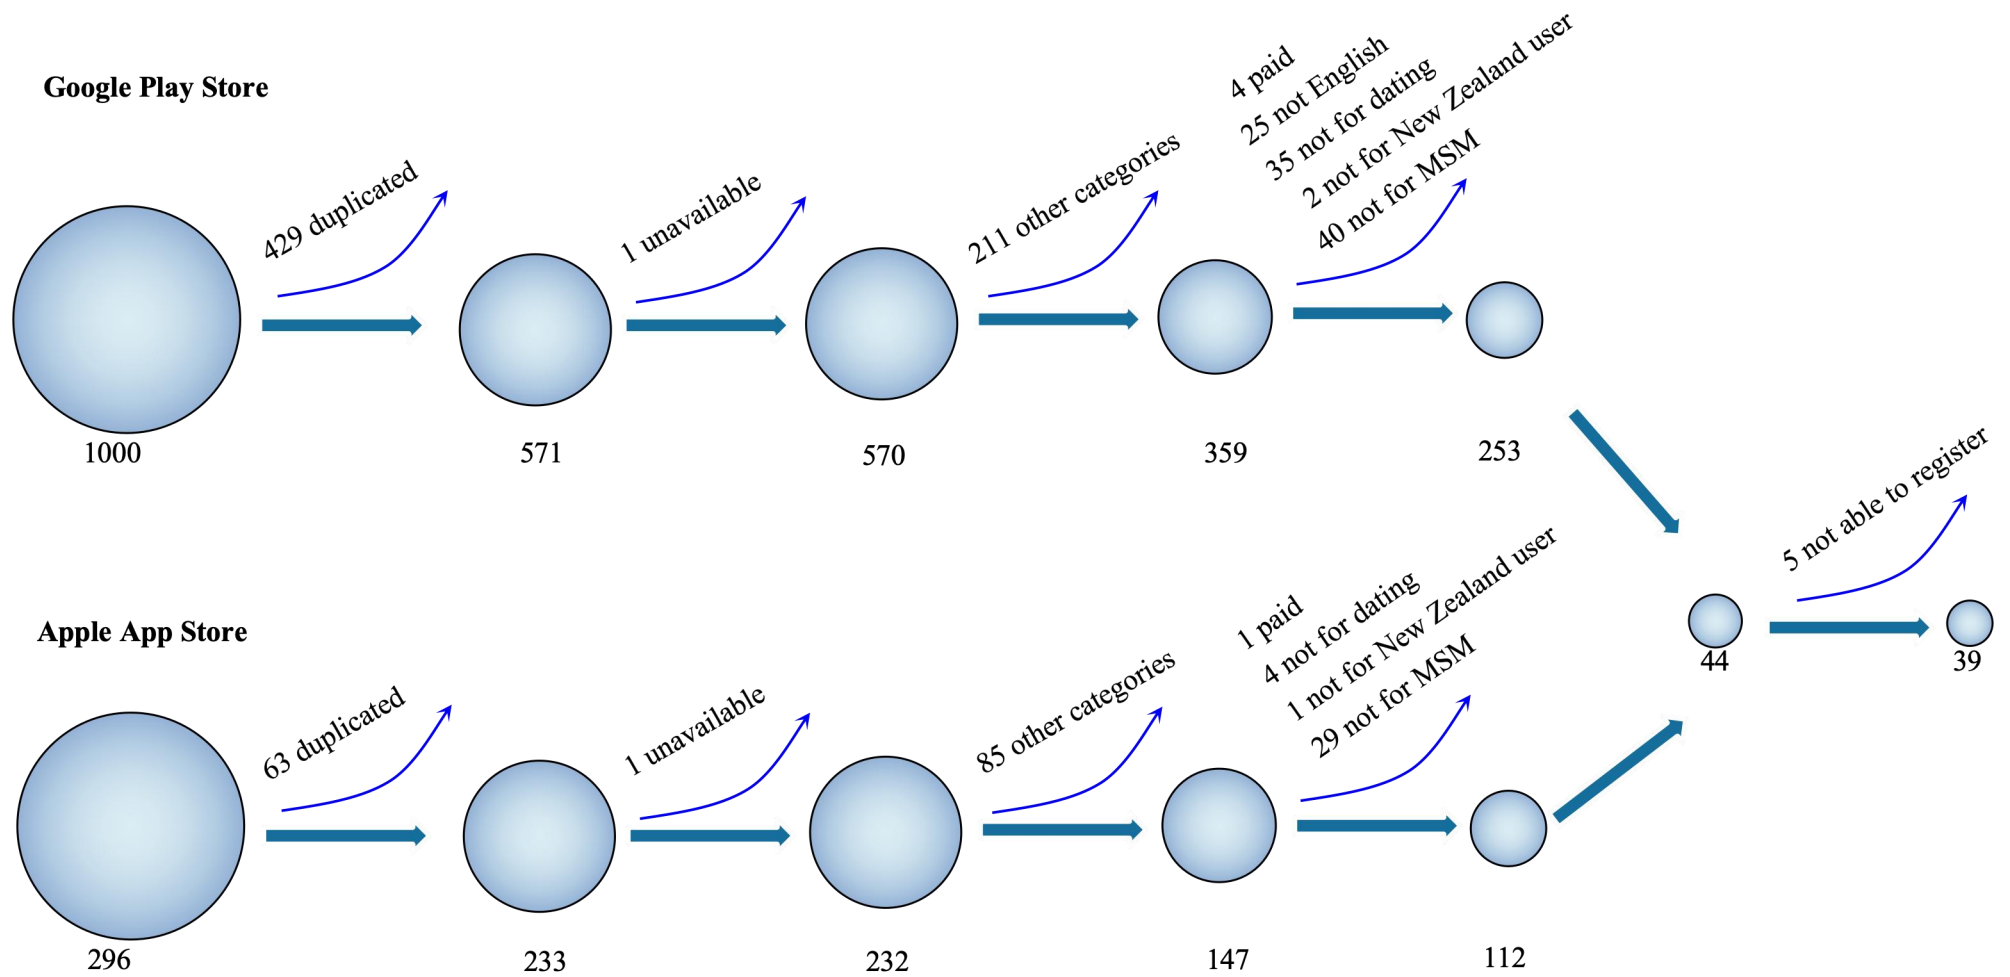 Google Play Store
429 duplicated
1 unavailable
211 other categories
4 paid
25 not English
35 not for dating
2 not for New Zealand user
40 not for MSM
1000
571
570
359
253
5 not able to register
44
39
Apple App Store
63 duplicated
1 unavailable
85 other categories
1 paid
4 not for dating
1 not for New Zealand user
29 not for MSM
296
233
232
147
112